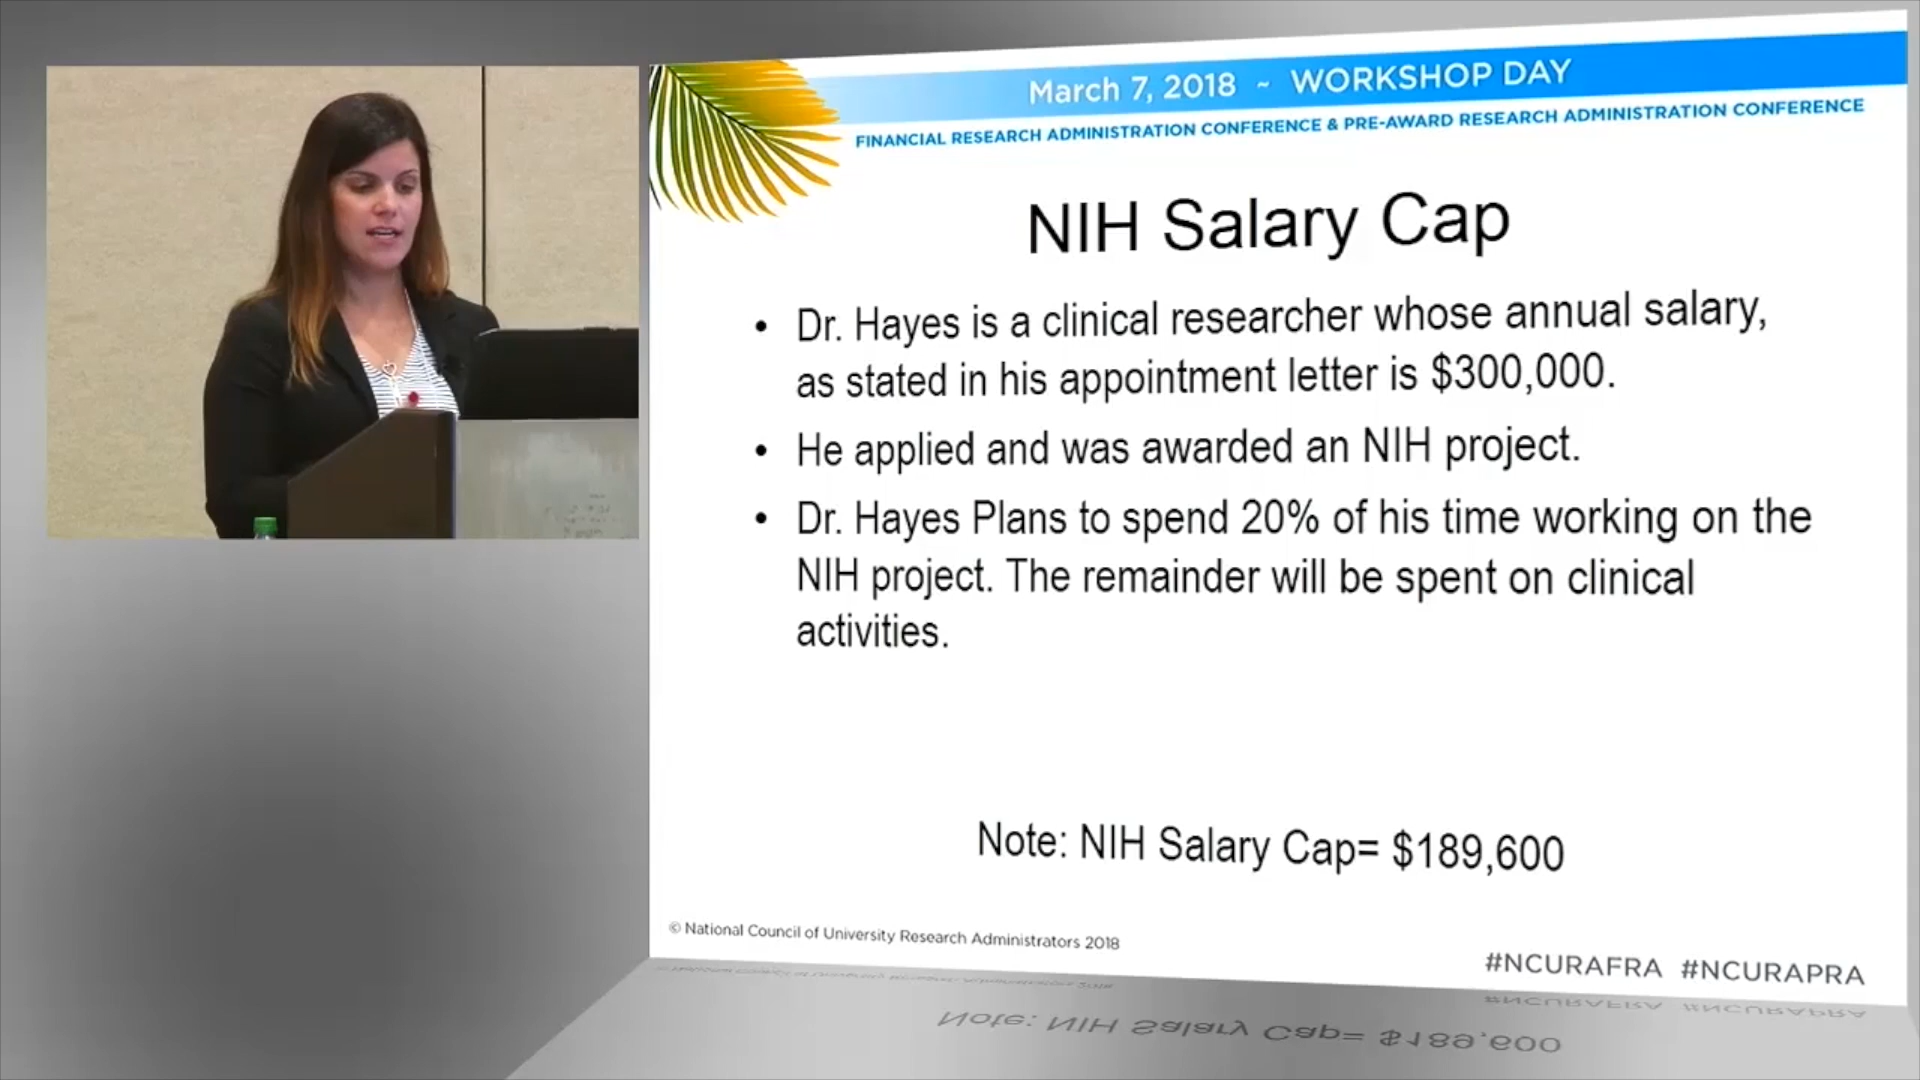 March 7, 2018 ~ WORKSHOP DAY
FINANCIAL RESEARCH ADMINISTRATION CONFERENCE & PRE-AWARD RESEARCH ADMINISTRATION CONFERENCE
NIH Salary Cap
• Dr. Hayes is a clinical researcher whose annual salary,
as stated in his appointment letter is $300,000.
• He applied and was awarded an NIH project.
• Dr. Hayes Plans to spend 20% of his time working on the
NIH project. The remainder will be spent on clinical
activities.
Note: NIH Salary Cap= $189,600
© National Council of University Research Administrators 2018
#NCURAFRA #NCURAPRA